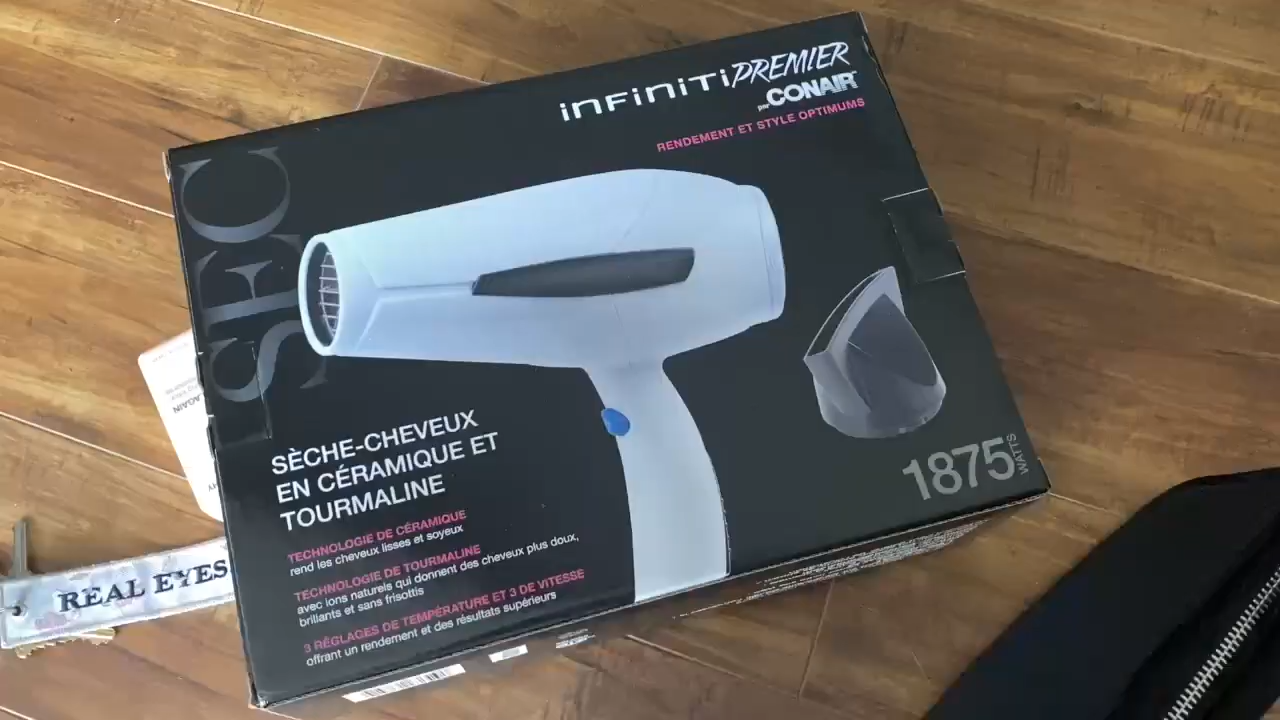 INFINITI PREMIER
par CONAIR
RENDEMENT ET STYLE OPTIMUMS
SEC
SÈCHE-CHEVEUX
EN CÉRAMIQUE ET
TOURMALINE
TECHNOLOGIE DE CÉRAMIQUE
rend les cheveux lisses et soyeux
TECHNOLOGIE DE TOURMALINE
avec ions naturels qui donnent des cheveux plus doux,
brillants et sans frisottis
3 RÉGLAGES DE TEMPÉRATURE ET 3 DE VITESSE
offrant un rendement et des résultats supérieurs
1875 WATTS
AGAIN
REAL EYES